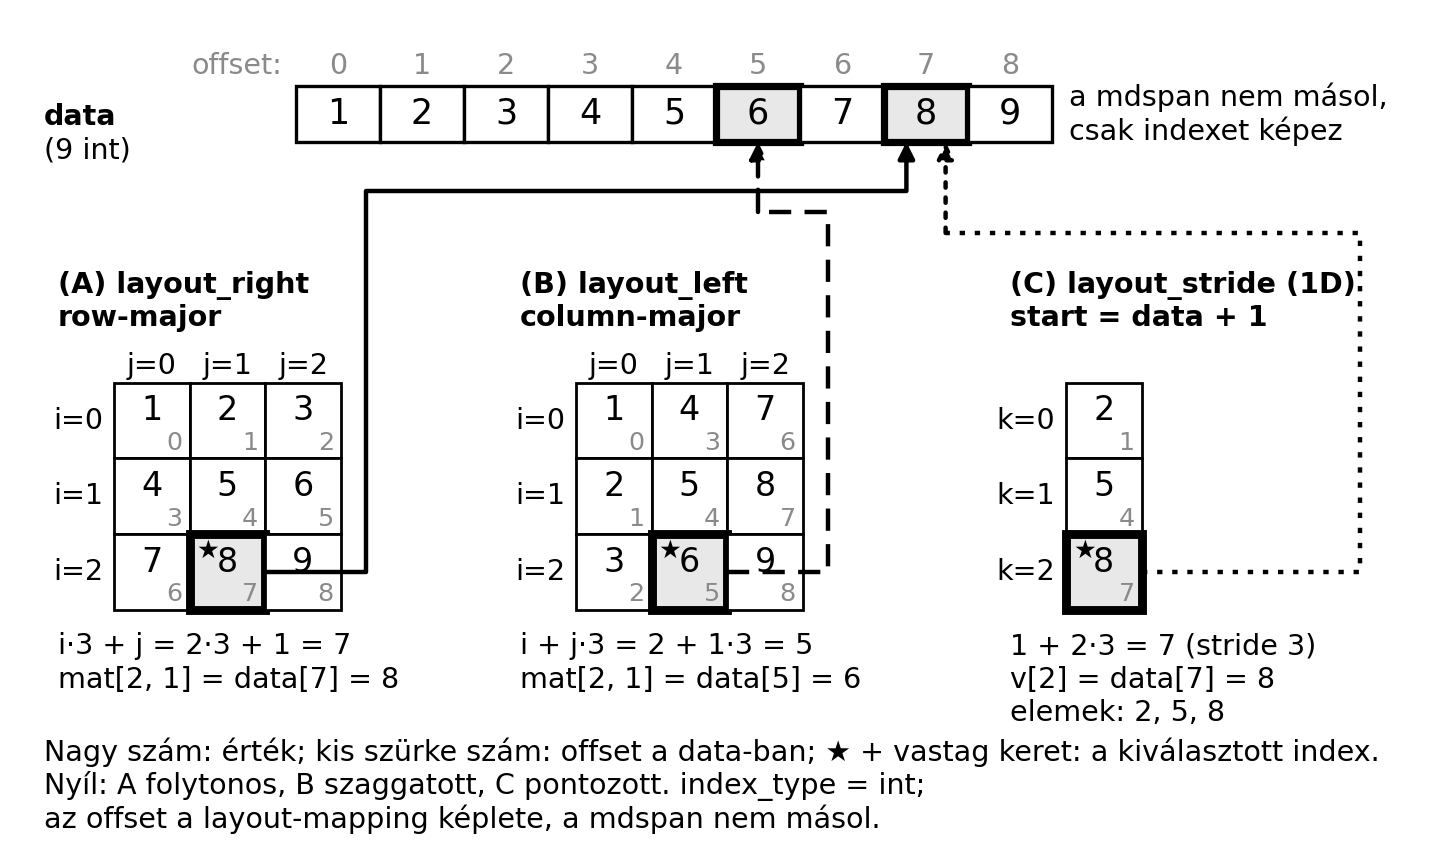 offset: 0 1 2 3 4 5 6 7 8
data
(9 int)
1 2 3 4 5 6 7 8 9
a mdspan nem másol,
csak indexet képez
(A) layout_right
row-major
j=0 j=1 j=2
i=0 1 0 2 1 3 2
i=1 4 3 5 4 6 5
i=2 7 6 ★8 7 9 8
i·3 + j = 2·3 + 1 = 7
mat[2, 1] = data[7] = 8
(B) layout_left
column-major
j=0 j=1 j=2
i=0 1 0 4 3 7 6
i=1 2 1 5 4 8 7
i=2 3 2 ★6 5 9 8
i + j·3 = 2 + 1·3 = 5
mat[2, 1] = data[5] = 6
(C) layout_stride (1D)
start = data + 1
k=0 2 1
k=1 5 4
k=2 ★8 7
1 + 2·3 = 7 (stride 3)
v[2] = data[7] = 8
elemek: 2, 5, 8
Nagy szám: érték; kis szürke szám: offset a data-ban; ★ + vastag keret: a kiválasztott index.
Nyíl: A folytonos, B szaggatott, C pontozott. index_type = int;
az offset a layout-mapping képlete, a mdspan nem másol.